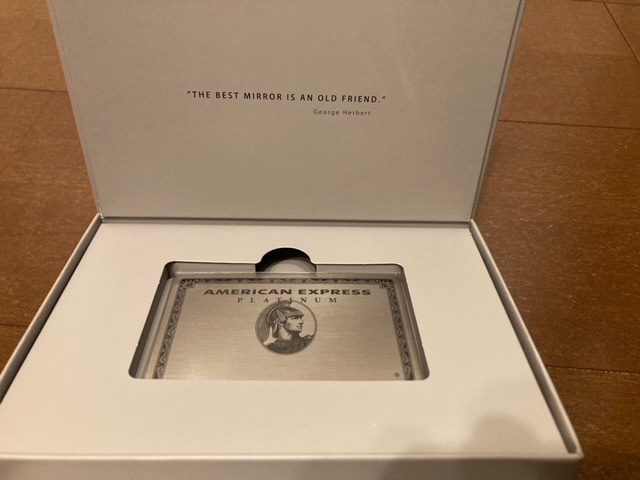 “THE BEST MIRROR IS AN OLD FRIEND.”
George Herbert
AMERICAN EXPRESS
PLATINUM